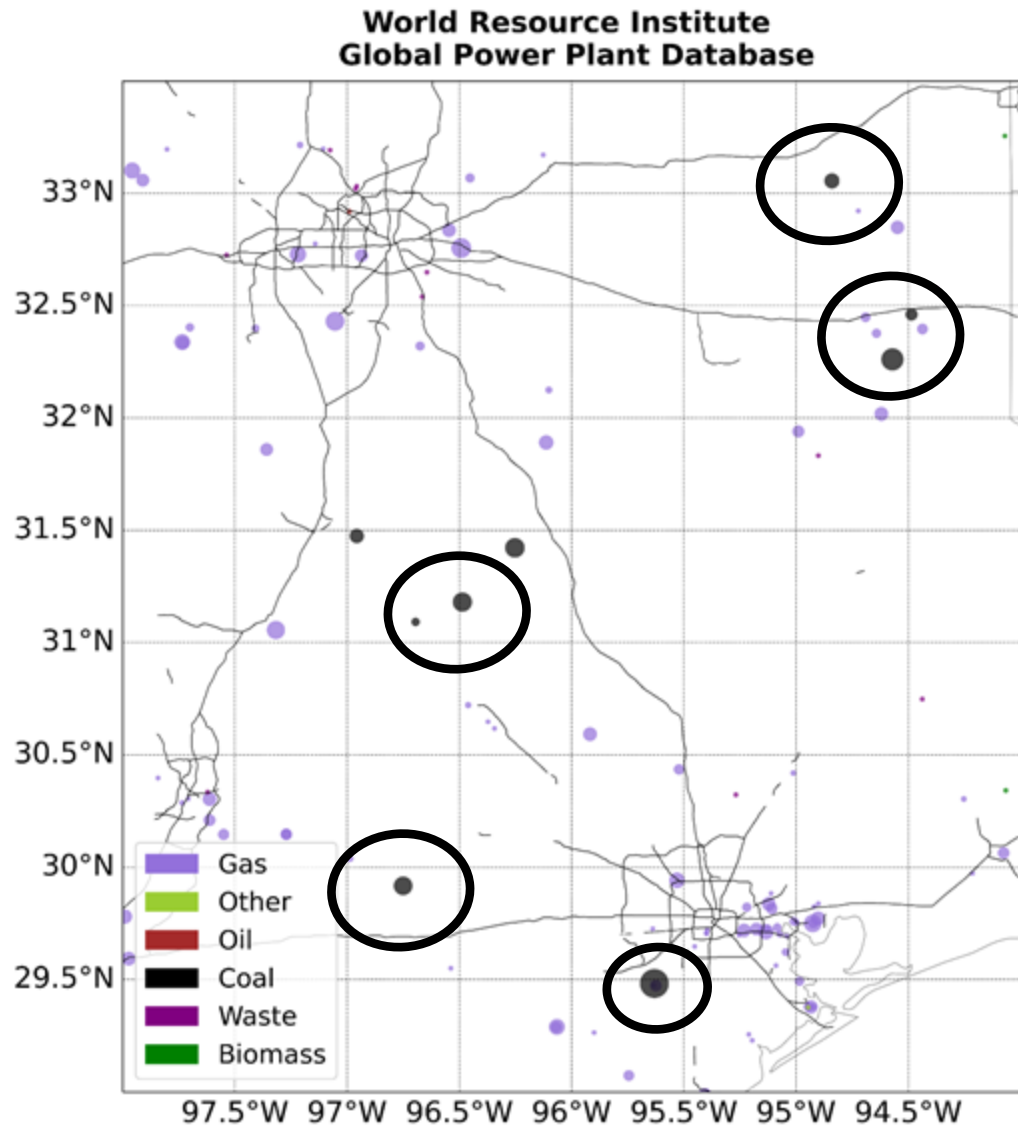 World Resource Institute
Global Power Plant Database
33°N
32.5°N
32°N
31.5°N
31°N
30.5°N
30°N
29.5°N
Gas
Other
Oil
Coal
Waste
Biomass
97.5°W 97°W 96.5°W 96°W 95.5°W 95°W 94.5°W